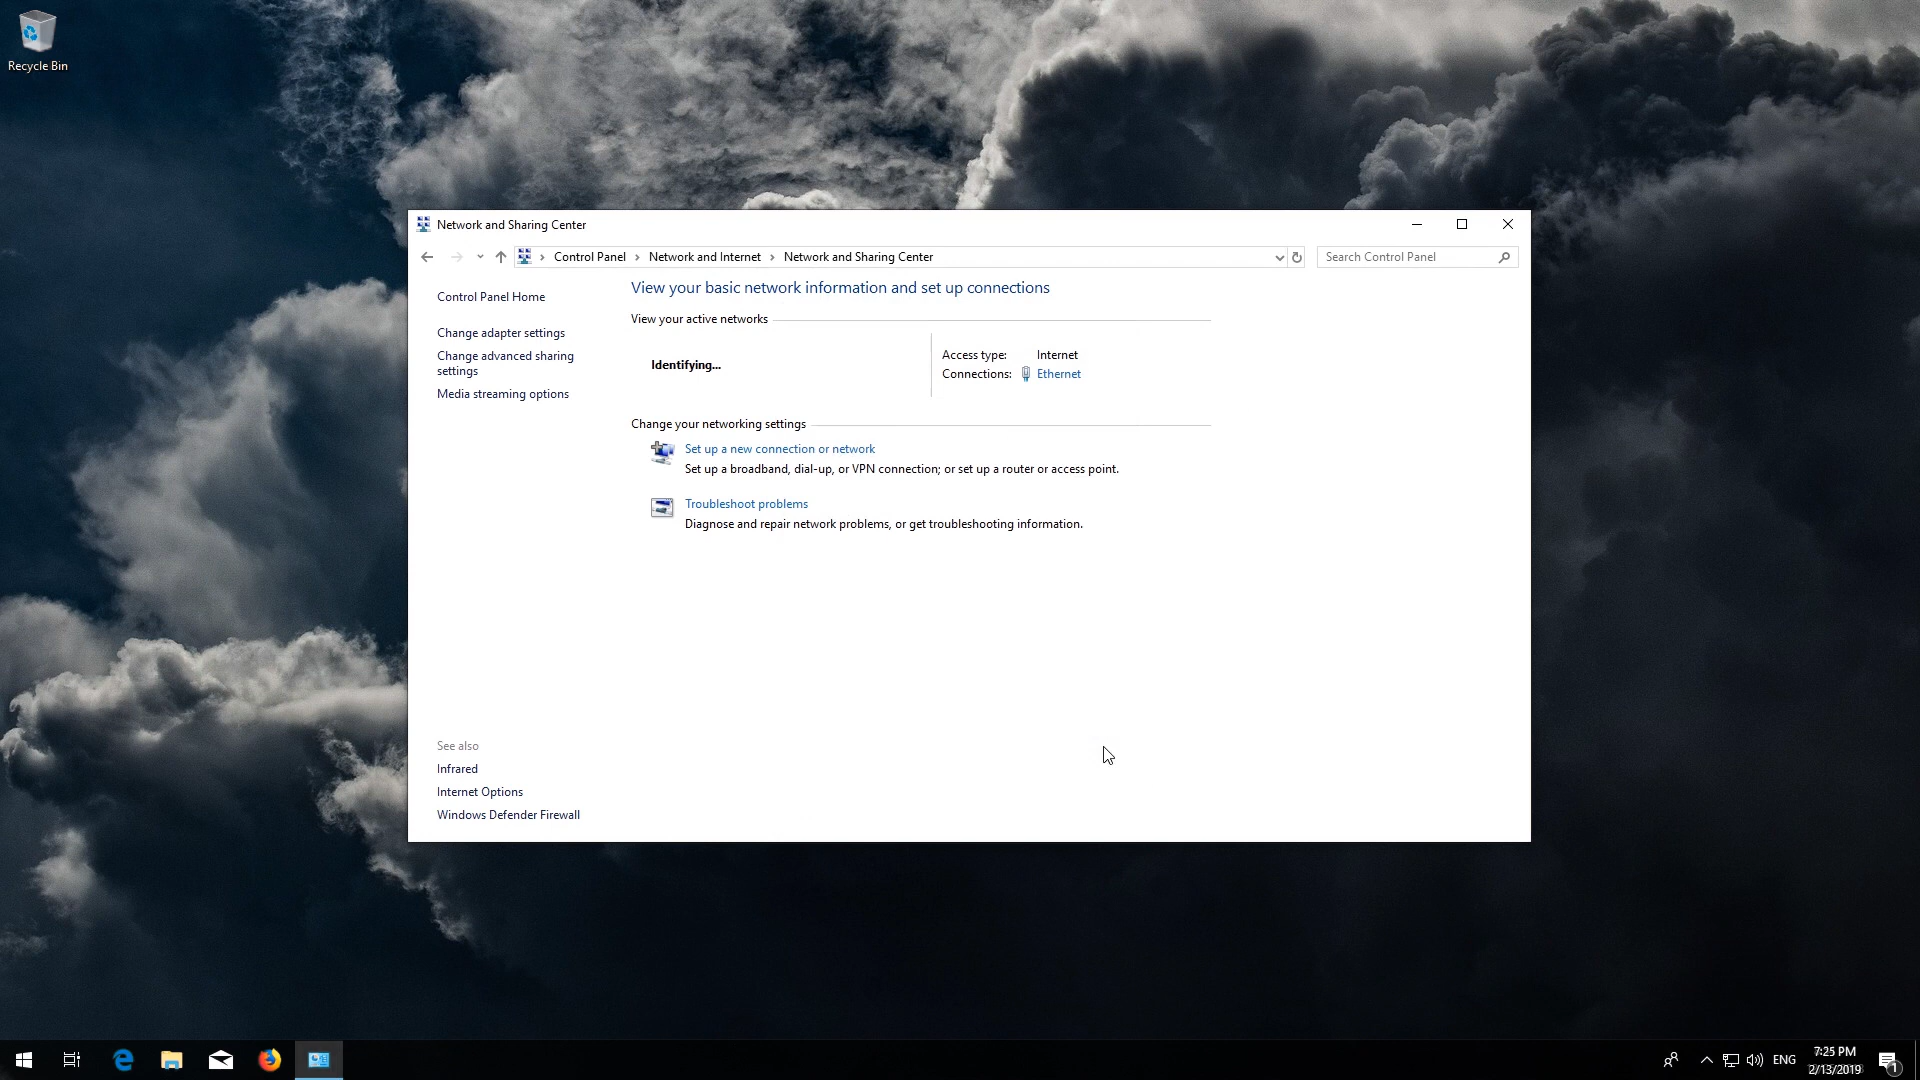 Recycle Bin
Network and Sharing Center
Control Panel
Network and Internet
Network and Sharing Center
Search Control Panel
Control Panel Home
Change adapter settings
Change advanced sharing
settings
Media streaming options
View your basic network information and set up connections
View your active networks
Identifying...
Access type: Internet
Connections: Ethernet
Change your networking settings
Set up a new connection or network
Set up a broadband, dial-up, or VPN connection; or set up a router or access point.
Troubleshoot problems
Diagnose and repair network problems, or get troubleshooting information.
See also
Infrared
Internet Options
Windows Defender Firewall
ENG
7:25 PM
2/13/2019
1